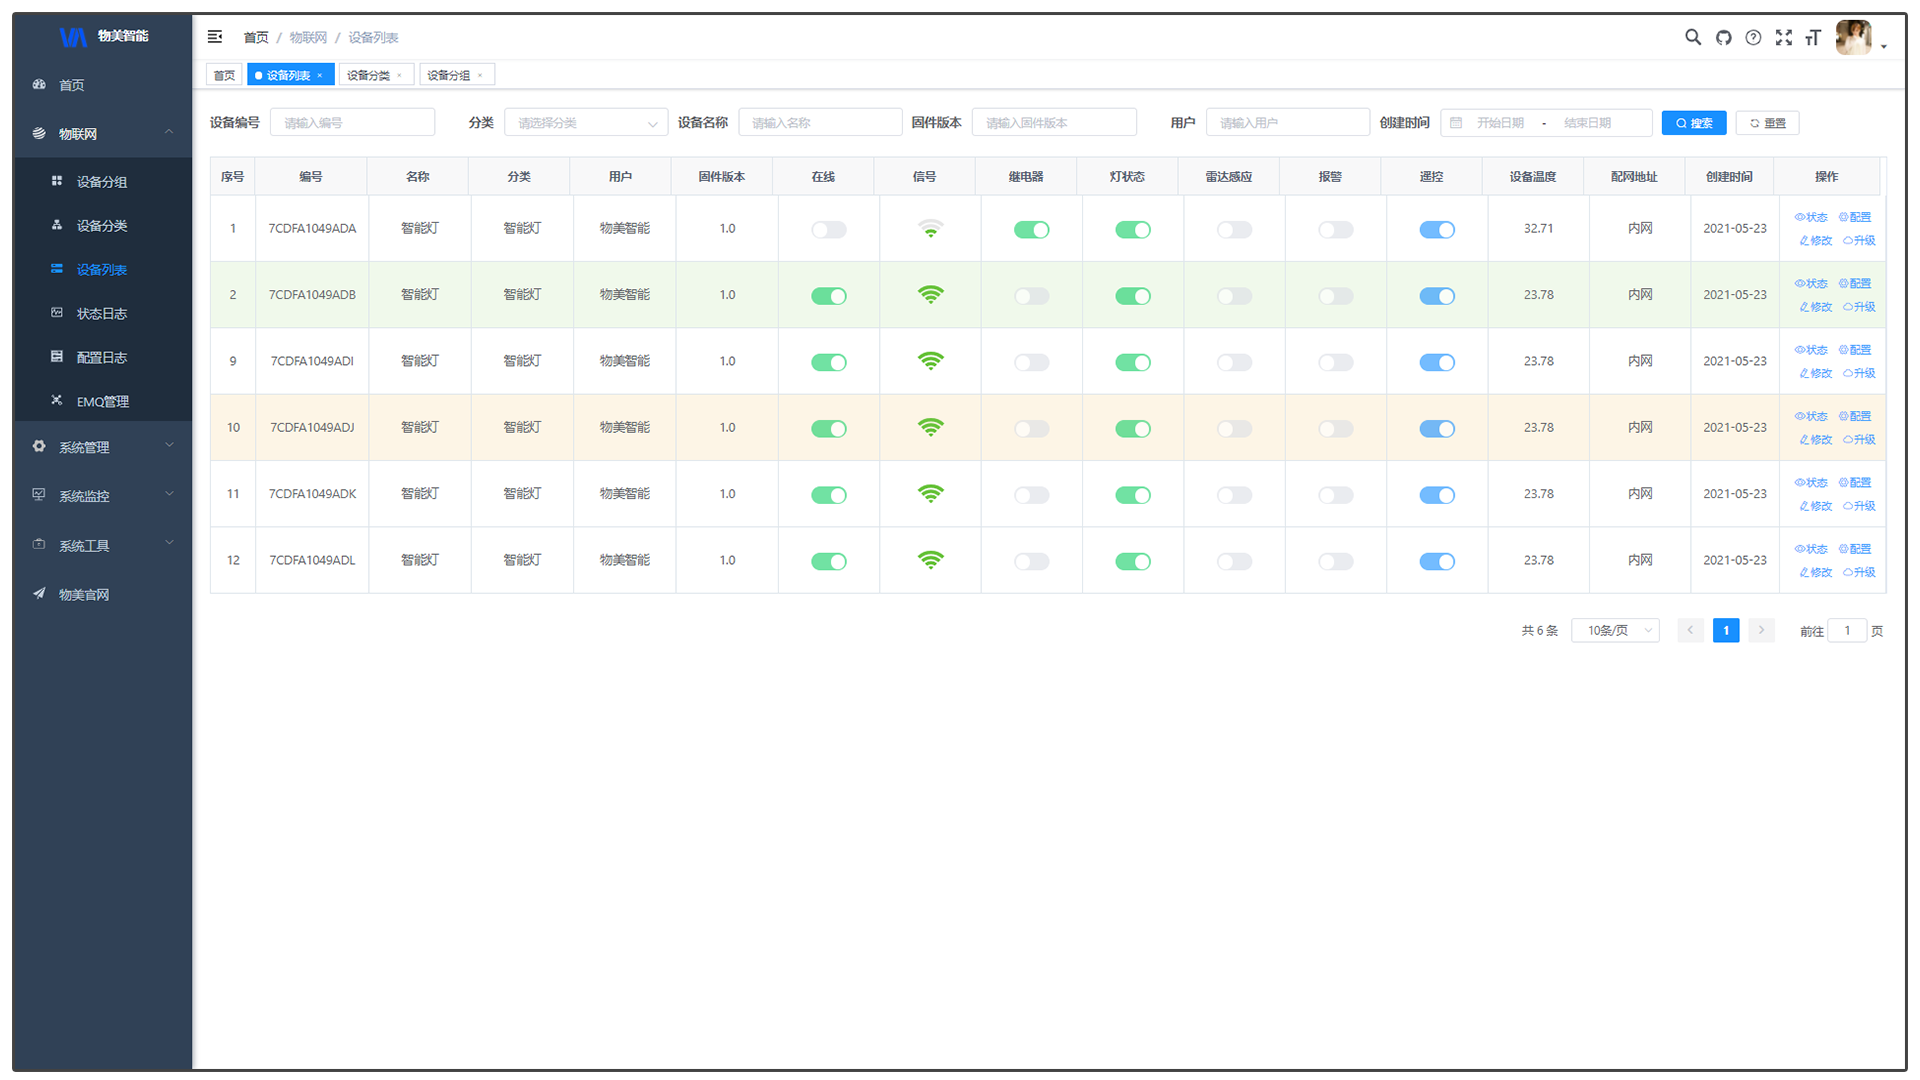 物美智能
首页
物联网
设备分组
设备分类
设备列表
状态日志
配置日志
EMQ管理
系统管理
系统监控
系统工具
物美官网
首页 / 物联网 / 设备列表
首页 设备列表 × 设备分类 × 设备分组 ×
设备编号 请输入编号 分类 请选择分类 设备名称 请输入名称 固件版本 请输入固件版本 用户 请输入用户 创建时间 开始日期 - 结束日期 搜索 重置
序号 编号 名称 分类 用户 固件版本 在线 信号 继电器 灯状态 雷达感应 报警 遥控 设备温度 配网地址 创建时间 操作
1 7CDFA1049ADA 智能灯 智能灯 物美智能 1.0 32.71 内网 2021-05-23 状态 配置
修改 升级
2 7CDFA1049ADB 智能灯 智能灯 物美智能 1.0 23.78 内网 2021-05-23 状态 配置
修改 升级
9 7CDFA1049ADI 智能灯 智能灯 物美智能 1.0 23.78 内网 2021-05-23 状态 配置
修改 升级
10 7CDFA1049ADJ 智能灯 智能灯 物美智能 1.0 23.78 内网 2021-05-23 状态 配置
修改 升级
11 7CDFA1049ADK 智能灯 智能灯 物美智能 1.0 23.78 内网 2021-05-23 状态 配置
修改 升级
12 7CDFA1049ADL 智能灯 智能灯 物美智能 1.0 23.78 内网 2021-05-23 状态 配置
修改 升级
共 6 条 10条/页 1 前往 1 页